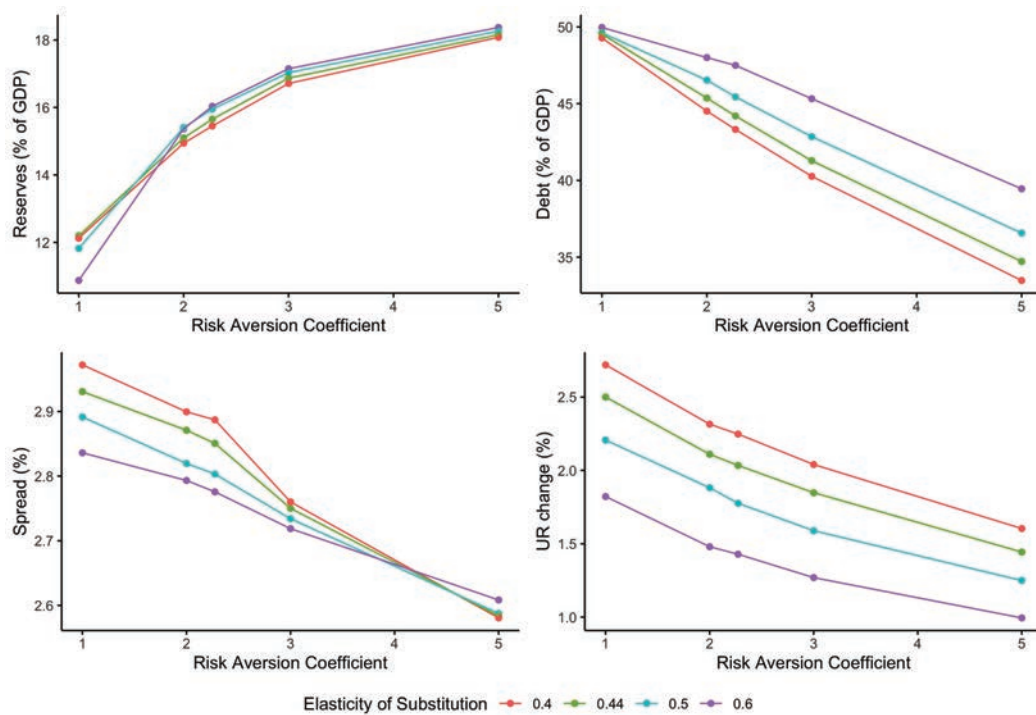 Reserves (% of GDP)
18
16
14
12
1 2 3 4 5
Risk Aversion Coefficient
Debt (% of GDP)
50
45
40
35
1 2 3 4 5
Risk Aversion Coefficient
Spread (%)
2.9
2.8
2.7
2.6
1 2 3 4 5
Risk Aversion Coefficient
UR change (%)
2.5
2.0
1.5
1.0
1 2 3 4 5
Risk Aversion Coefficient
Elasticity of Substitution 0.4 0.44 0.5 0.6